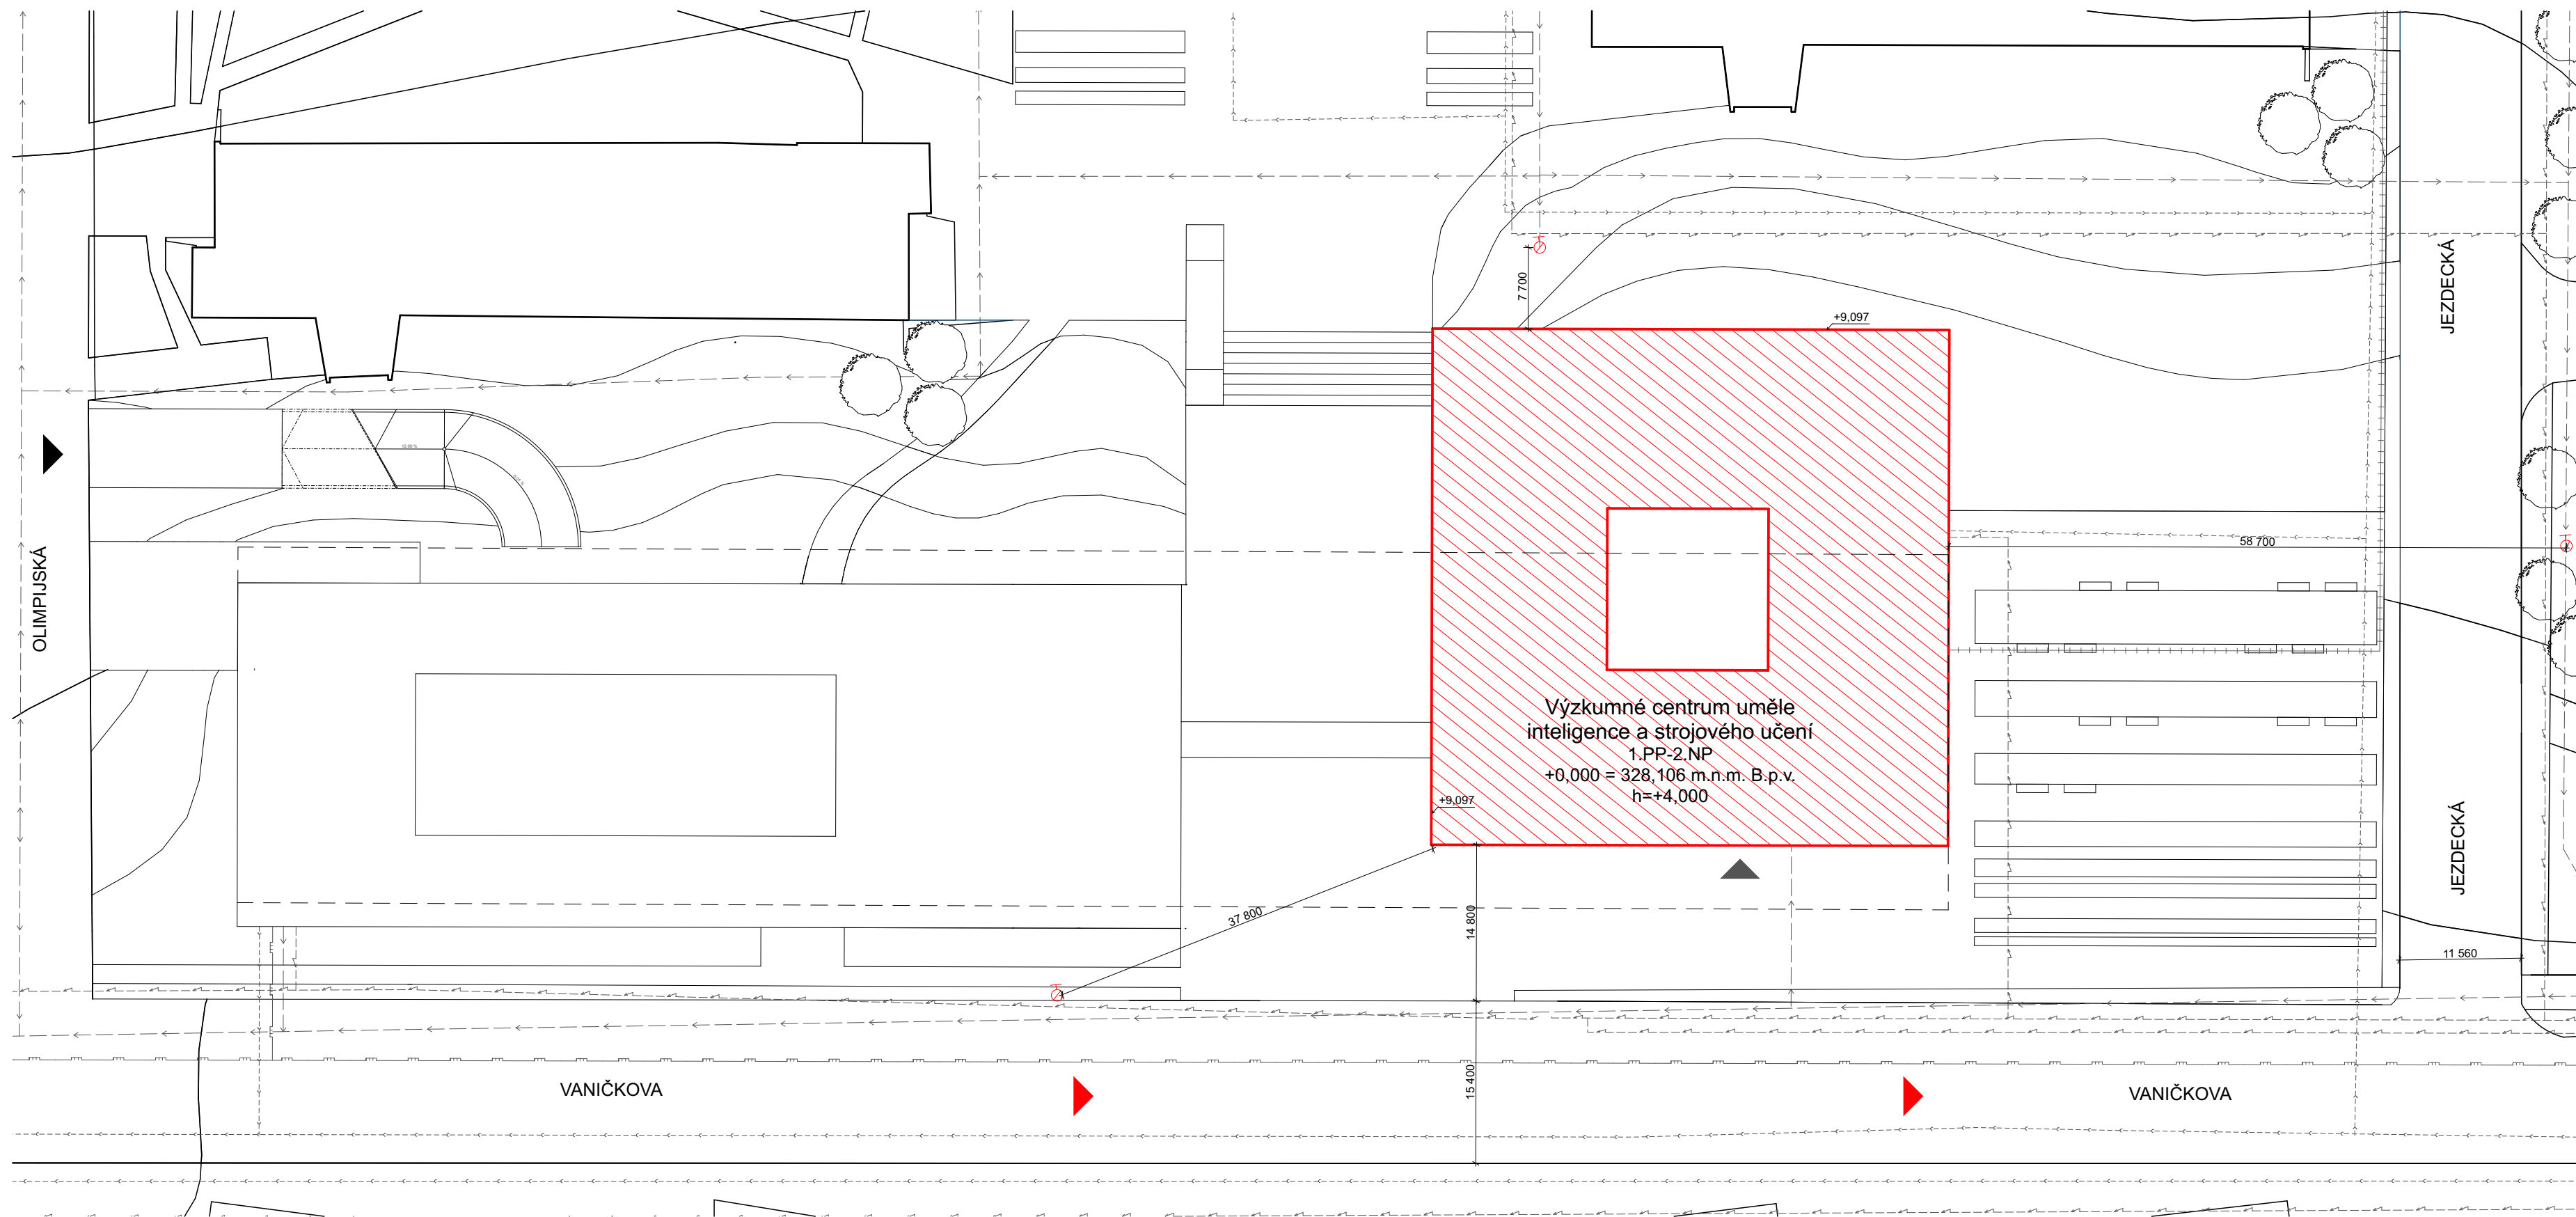 JEZDECKÁ
7 700
+9,097
58 700
OLIMPIJSKÁ
Výzkumné centrum uměle
inteligence a strojového učení
1.PP-2.NP
+0,000 = 328,106 m.n.m. B.p.v.
h=+4,000
+9,097
JEZDECKÁ
37 800
14 800
11 560
15 400
VANIČKOVA
VANIČKOVA